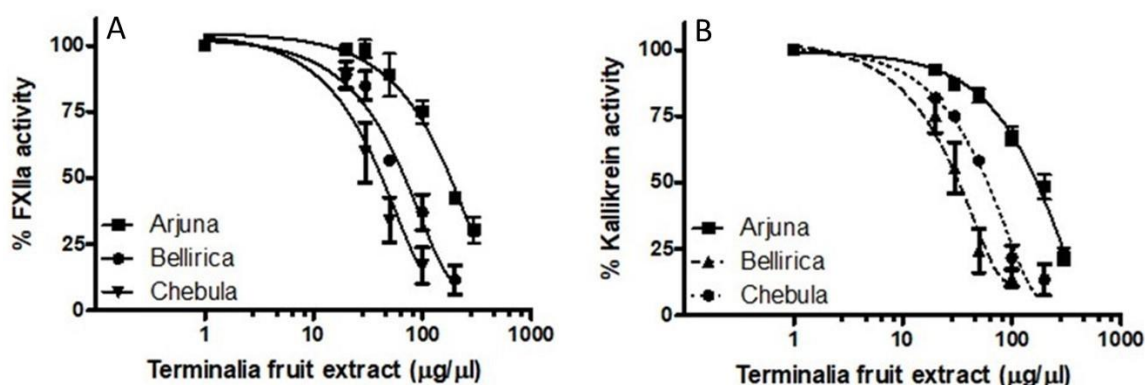 A
% FXIIa activity
100
75
50
25
0
Arjuna
Bellirica
Chebula
1 10 100 1000
Terminalia fruit extract (μg/μl)
B
% Kallikrein activity
100
75
50
25
0
Arjuna
Bellirica
Chebula
1 10 100 1000
Terminalia fruit extract (μg/μl)